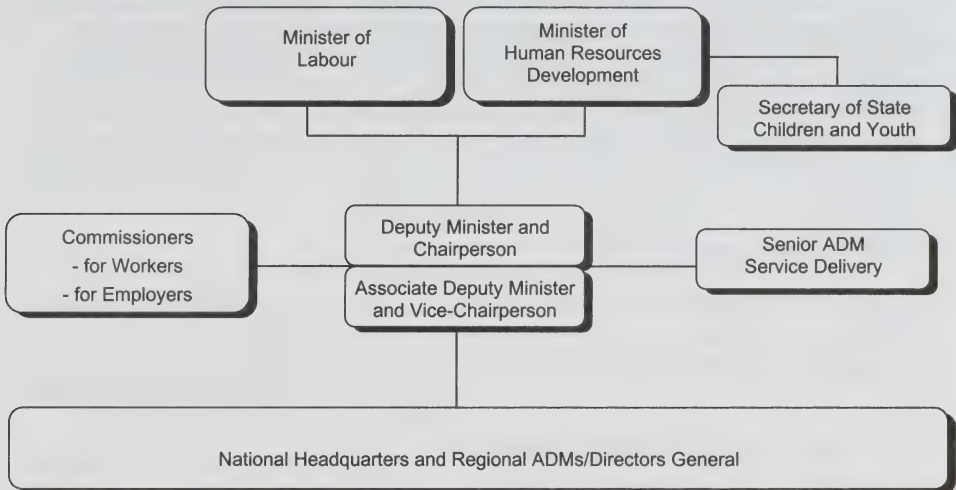 Minister of
Labour
Minister of
Human Resources
Development
Secretary of State
Children and Youth
Deputy Minister and
Chairperson
Commissioners
- for Workers
- for Employers
Senior ADM
Service Delivery
Associate Deputy Minister
and Vice-Chairperson
National Headquarters and Regional ADMs/Directors General